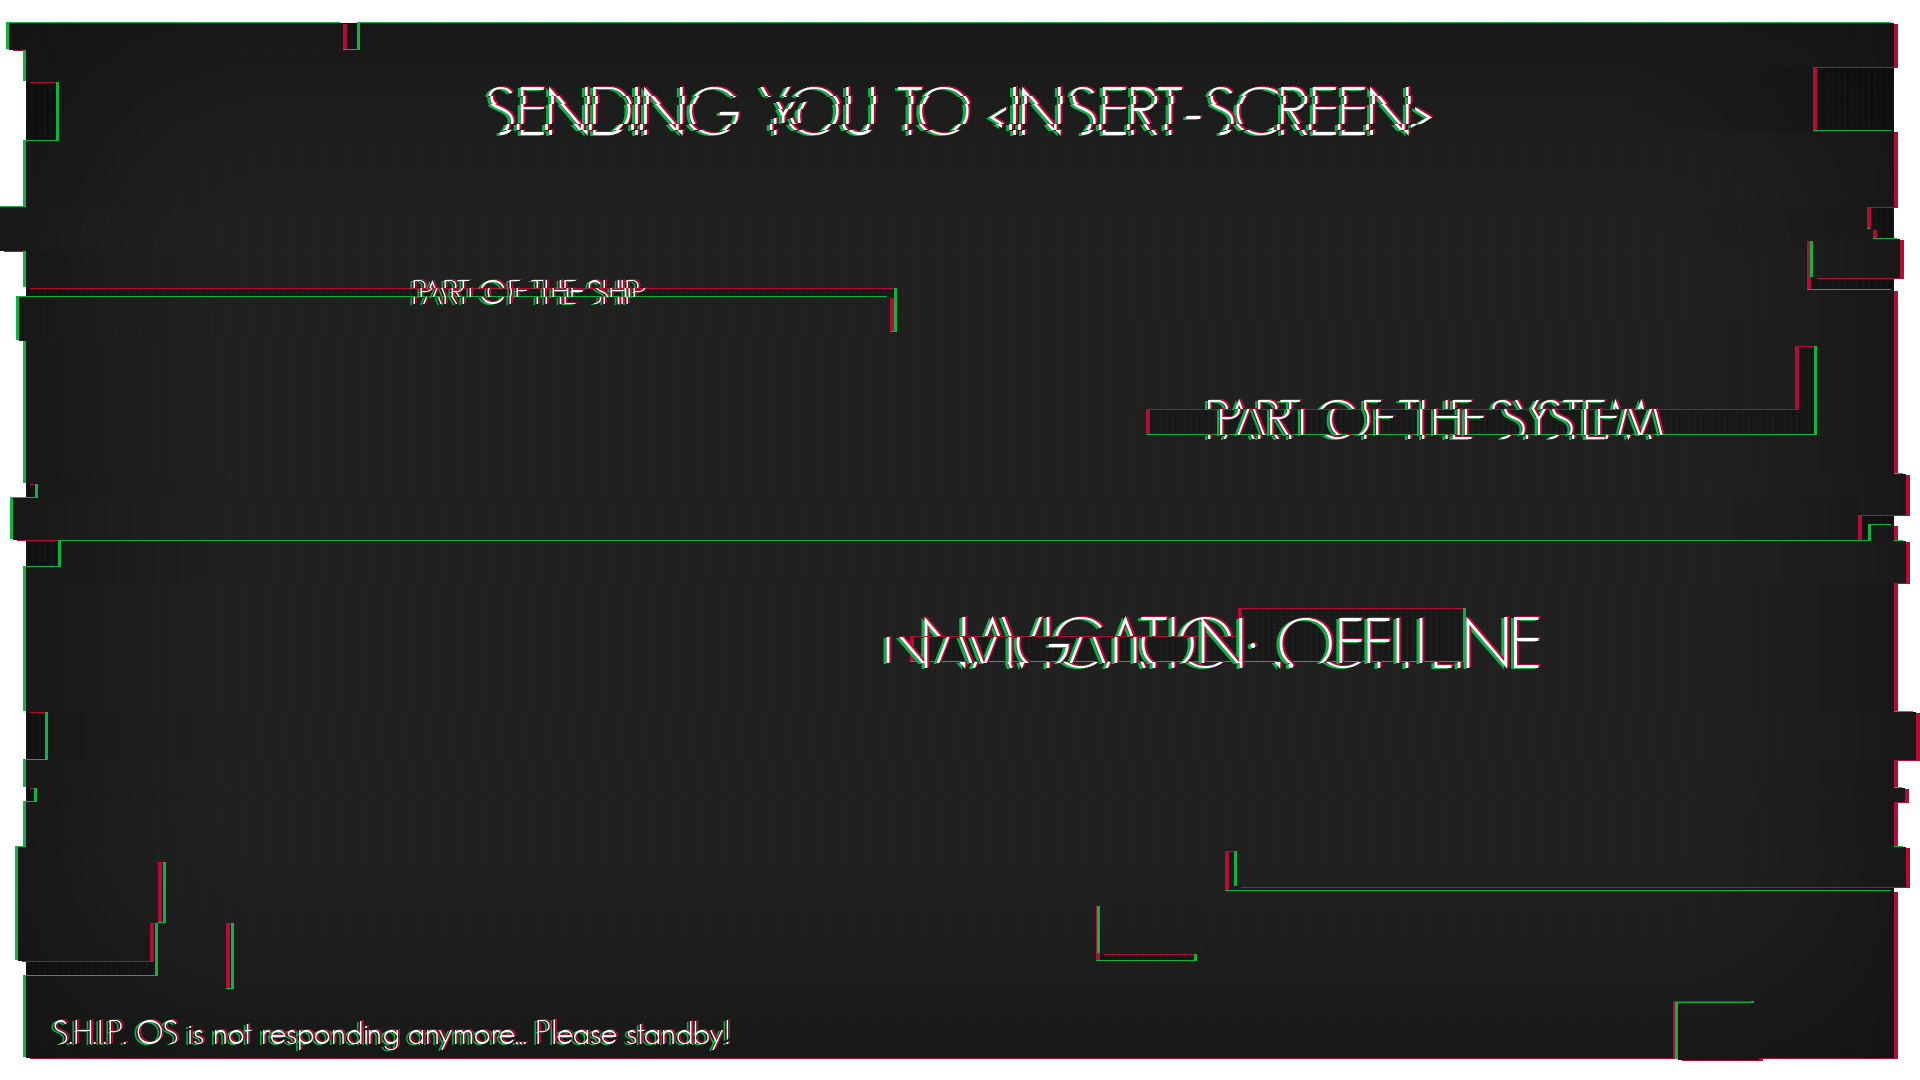 SENDING YOU TO <INSERT-SCREEN>
PART OF THE SHIP
PART OF THE SYSTEM
NAVIGATION: OFFLINE
S.H.I.P. OS is not responding anymore... Please standby!